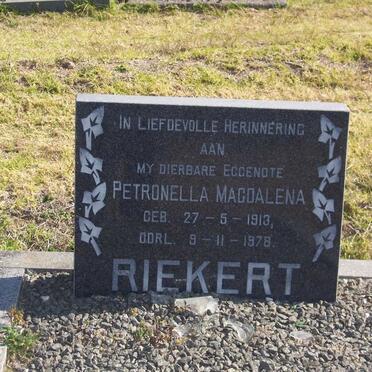 IN LIEFDEVOLLE HERINNERING
AAN
MY DIERBARE EGGENOTE
PETRONELLA MAGDALENA
GEB. 27-5-1913,
OORL. 9-11-1978.
RIEKERT